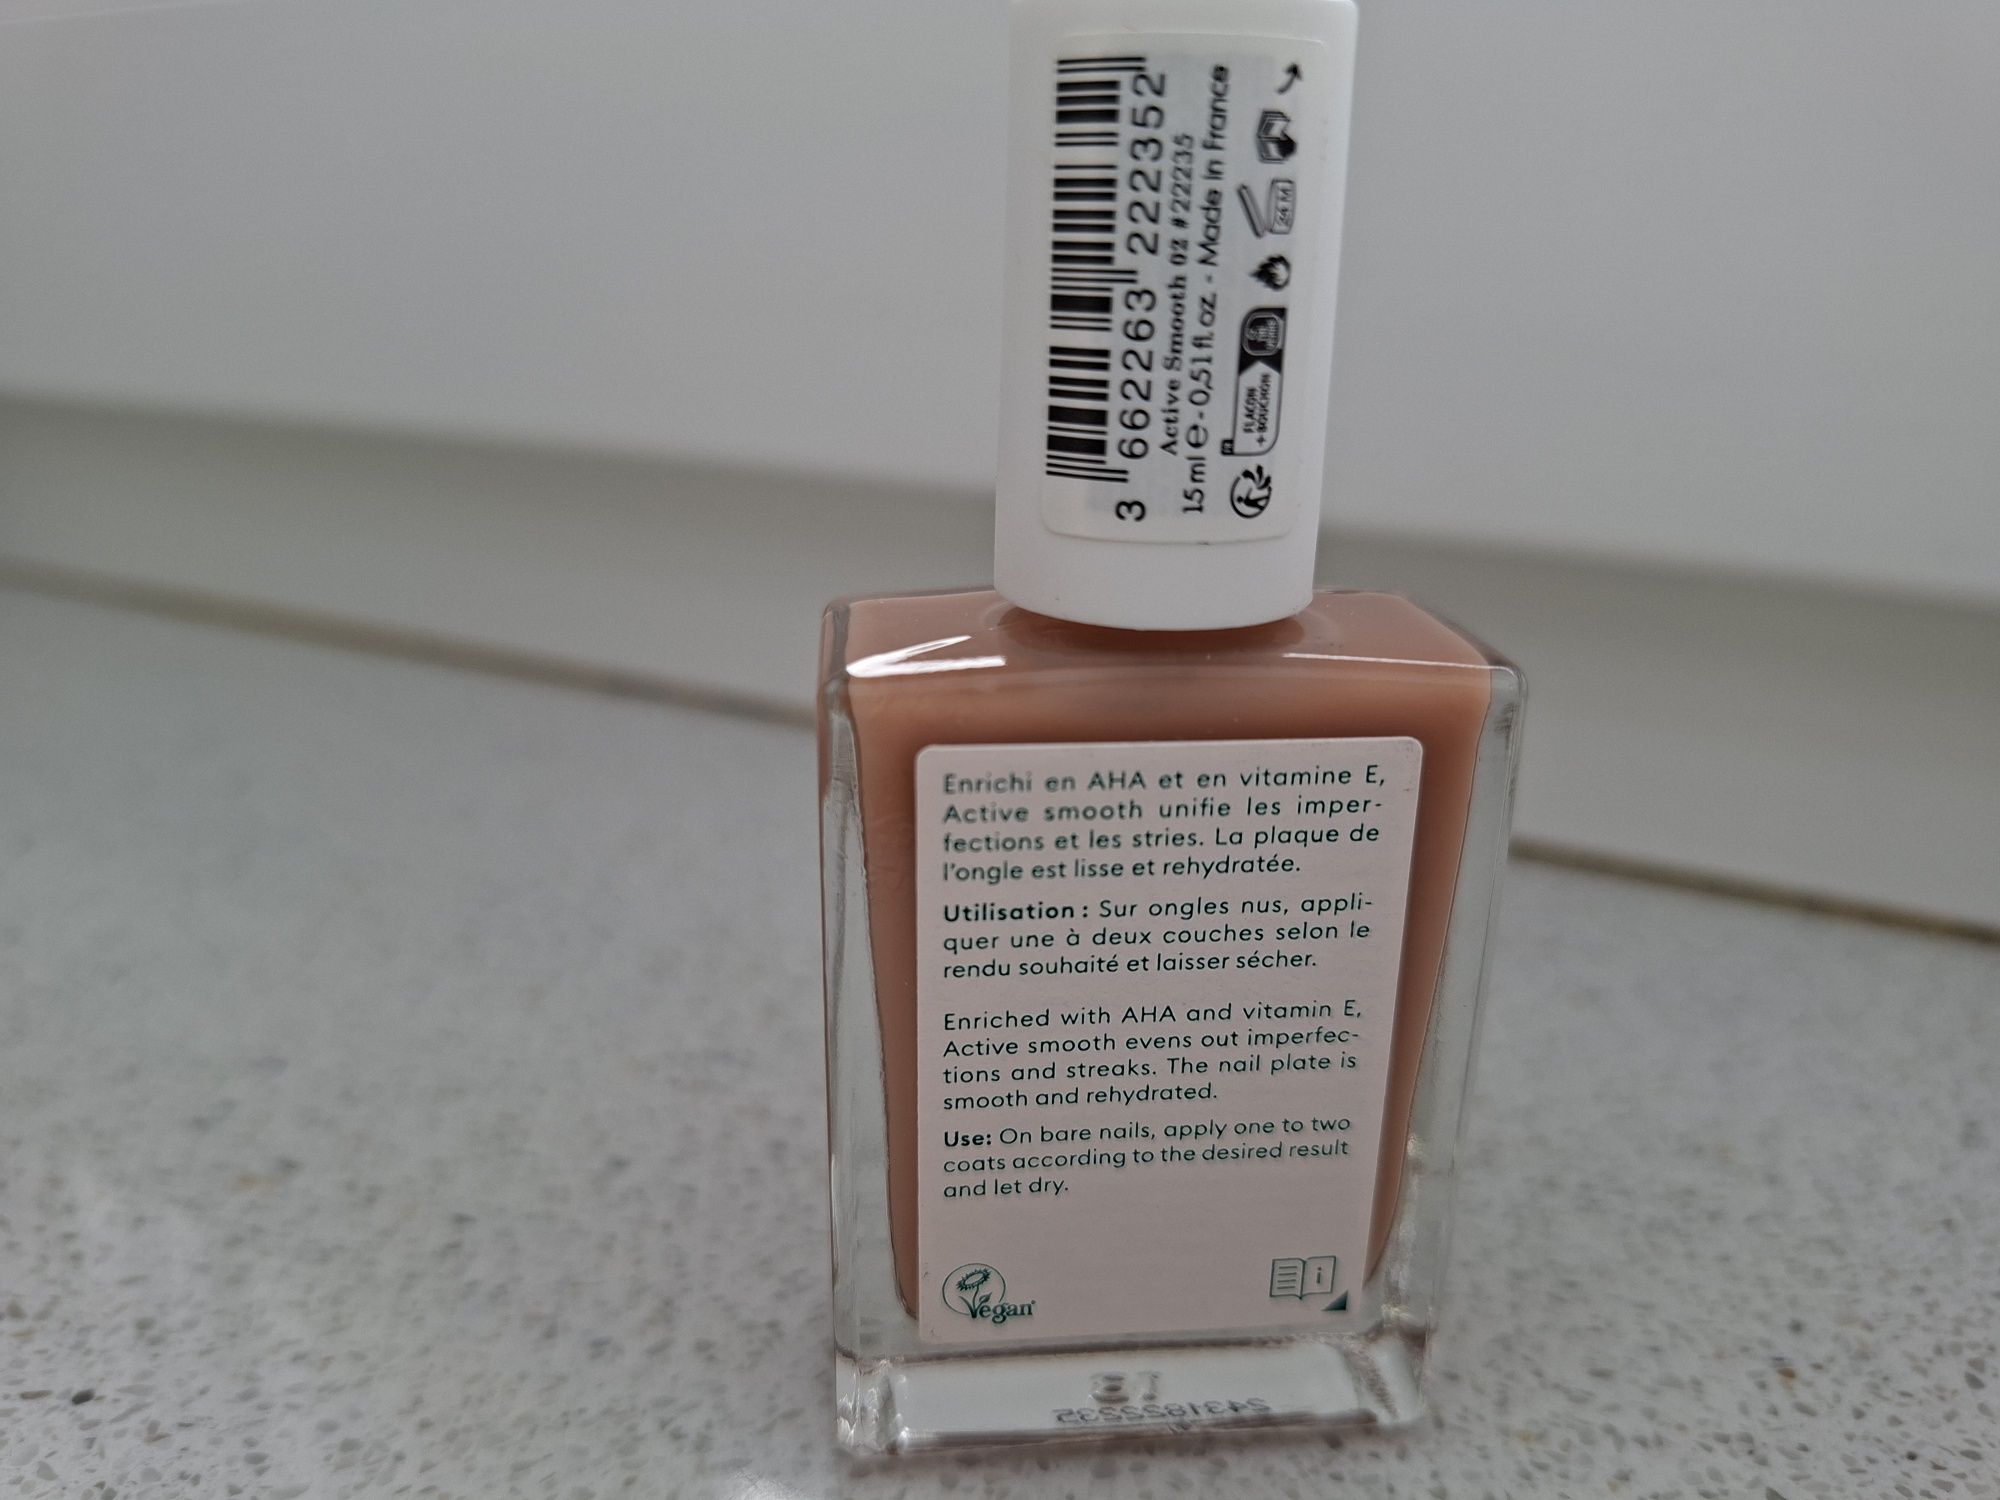 3 662263 222352
Active Smooth 02 #22235
15 ml e - 0,51 fl. oz. - Made in France
FR
FLACON
+ BOUCHON
24 M
Enrichi en AHA et en vitamine E,
Active smooth unifie les imper-
fections et les stries. La plaque de
l'ongle est lisse et rehydratée.
Utilisation : Sur ongles nus, appli-
quer une à deux couches selon le
rendu souhaité et laisser sécher.
Enriched with AHA and vitamin E,
Active smooth evens out imperfec-
tions and streaks. The nail plate is
smooth and rehydrated.
Use: On bare nails, apply one to two
coats according to the desired result
and let dry.
Vegan
i